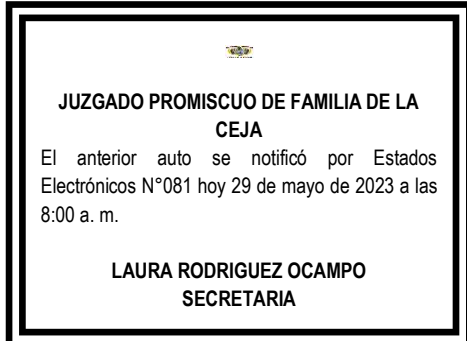 JUZGADO PROMISCUO DE FAMILIA DE LA
CEJA
El anterior auto se notificó por Estados
Electrónicos N°081 hoy 29 de mayo de 2023 a las
8:00 a. m.
LAURA RODRIGUEZ OCAMPO
SECRETARIA